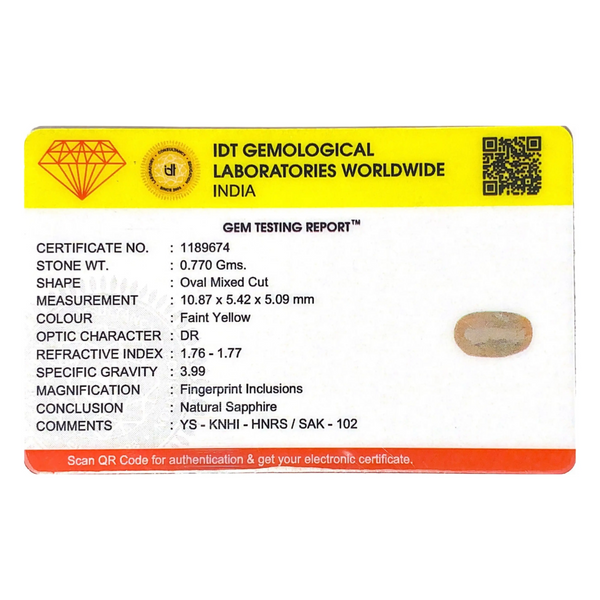 IDT GEMOLOGICAL
LABORATORIES WORLDWIDE
INDIA
GEM TESTING REPORT™
CERTIFICATE NO. : 1189674
STONE WT. : 0.770 Gms.
SHAPE : Oval Mixed Cut
MEASUREMENT : 10.87 x 5.42 x 5.09 mm
COLOUR : Faint Yellow
OPTIC CHARACTER : DR
REFRACTIVE INDEX : 1.76 - 1.77
SPECIFIC GRAVITY : 3.99
MAGNIFICATION : Fingerprint Inclusions
CONCLUSION : Natural Sapphire
COMMENTS : YS - KNHI - HNRS / SAK - 102
Scan QR Code for authentication & get your electronic certificate.